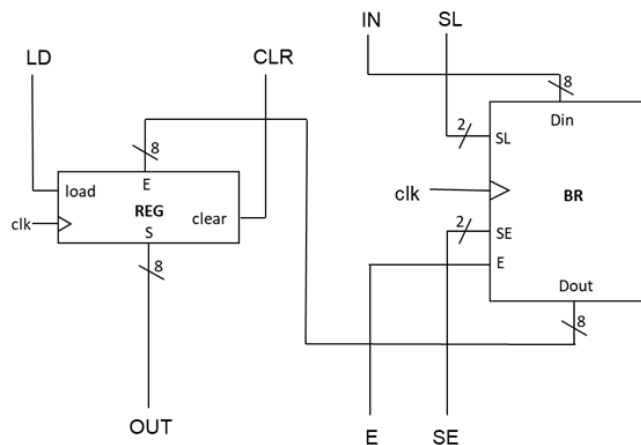 IN SL
LD CLR
8
Din
2
SL
8
E
load
REG
clear
clk
S
clk
BR
2
SE
E
8
Dout
8
OUT
E SE